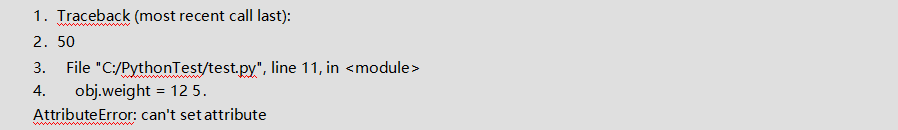 1. Traceback (most recent call last):
2. 50
3. File "C:/PythonTest/test.py", line 11, in <module>
4. obj.weight = 12 5.
AttributeError: can't set attribute